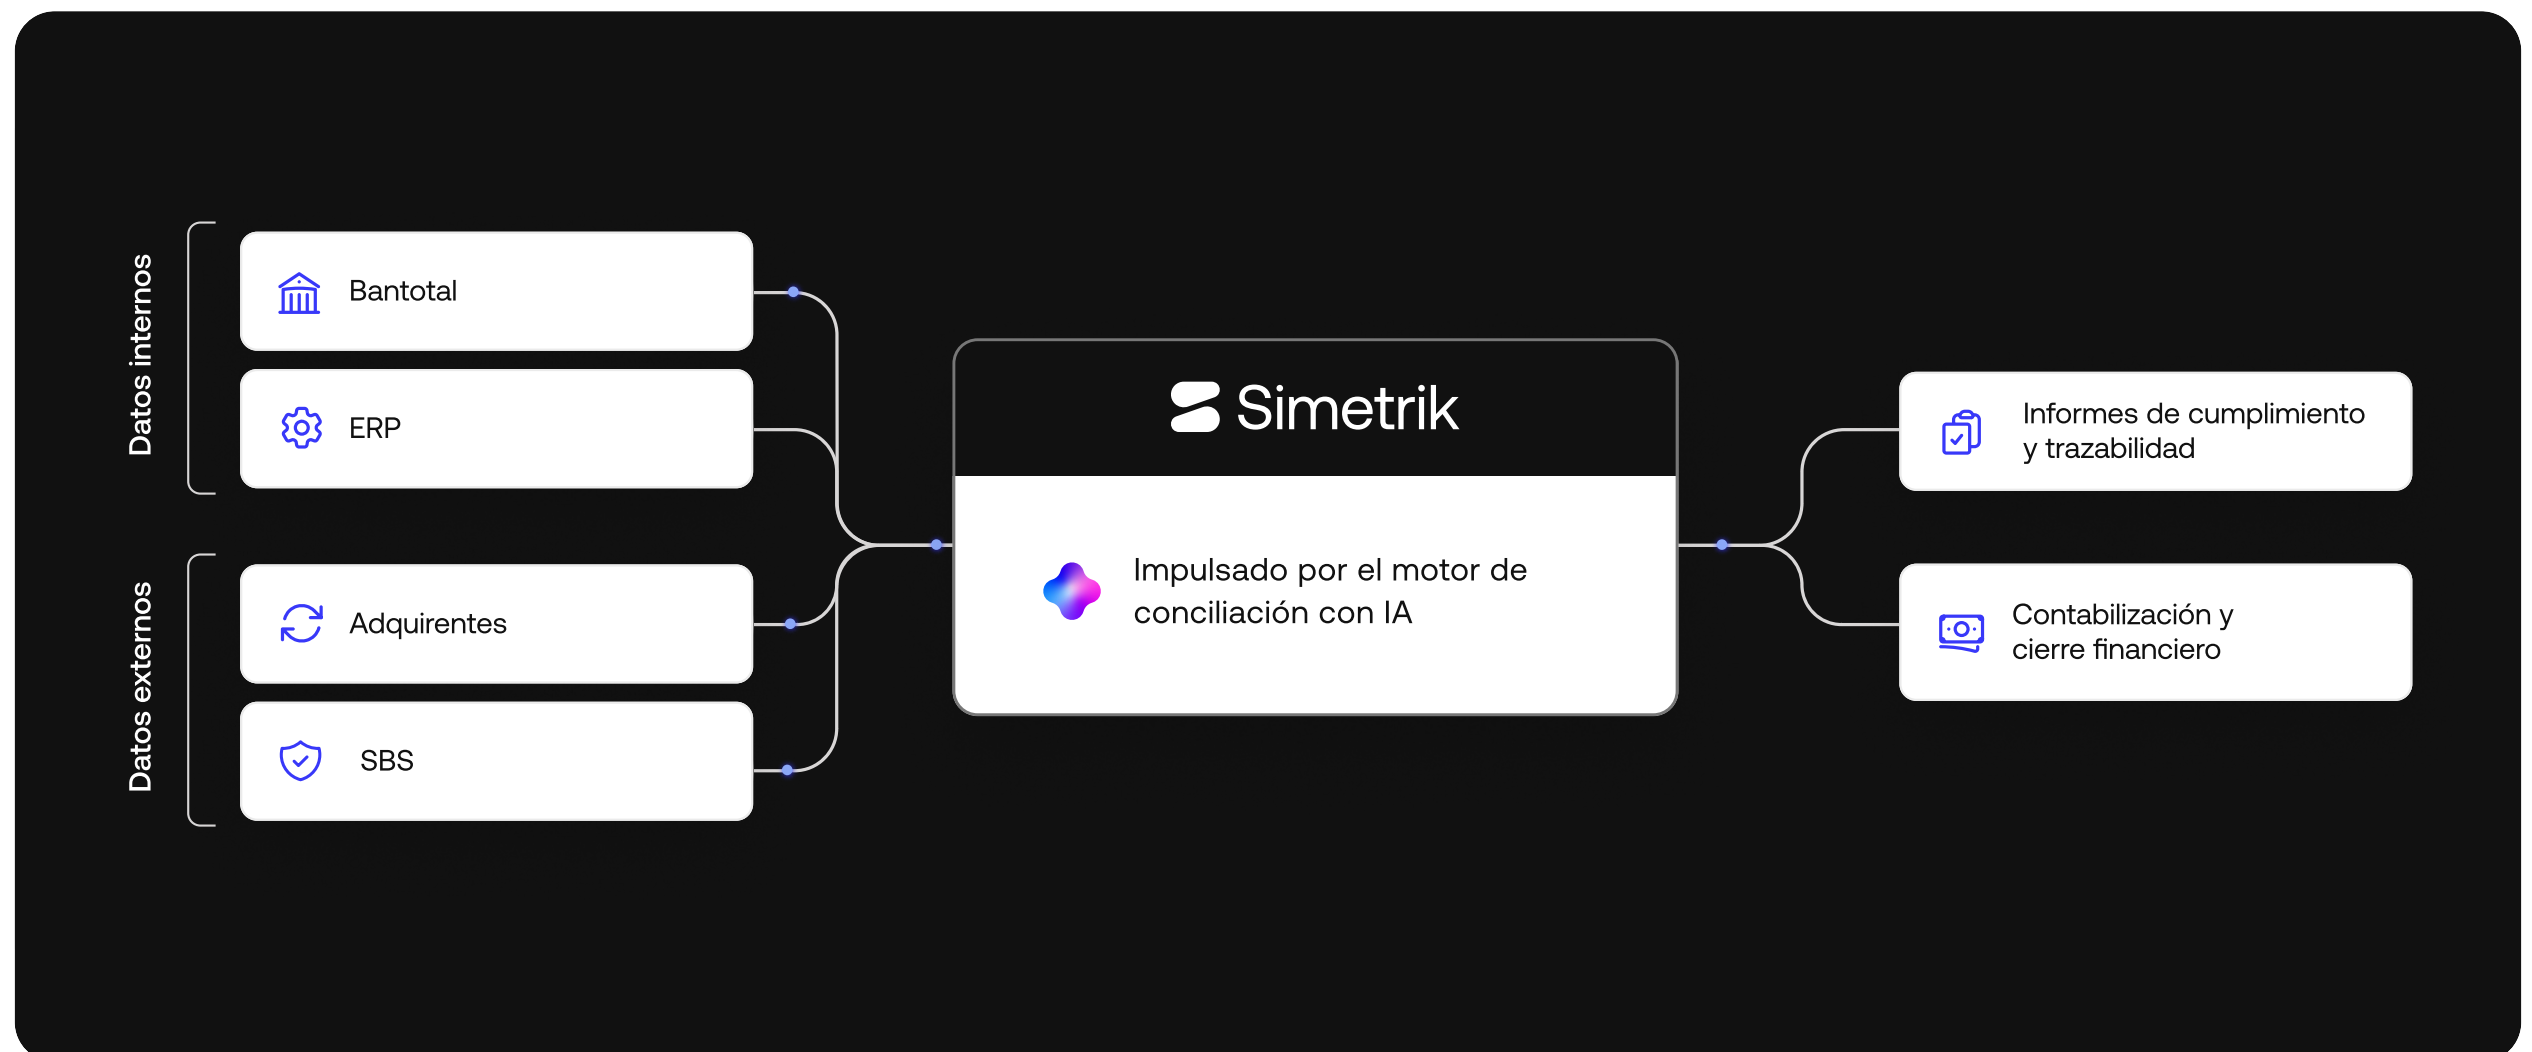 Datos internos
Bantotal
ERP
Datos externos
Adquirentes
SBS
Simetrik
Impulsado por el motor de
conciliación con IA
Informes de cumplimiento
y trazabilidad
Contabilización y
cierre financiero